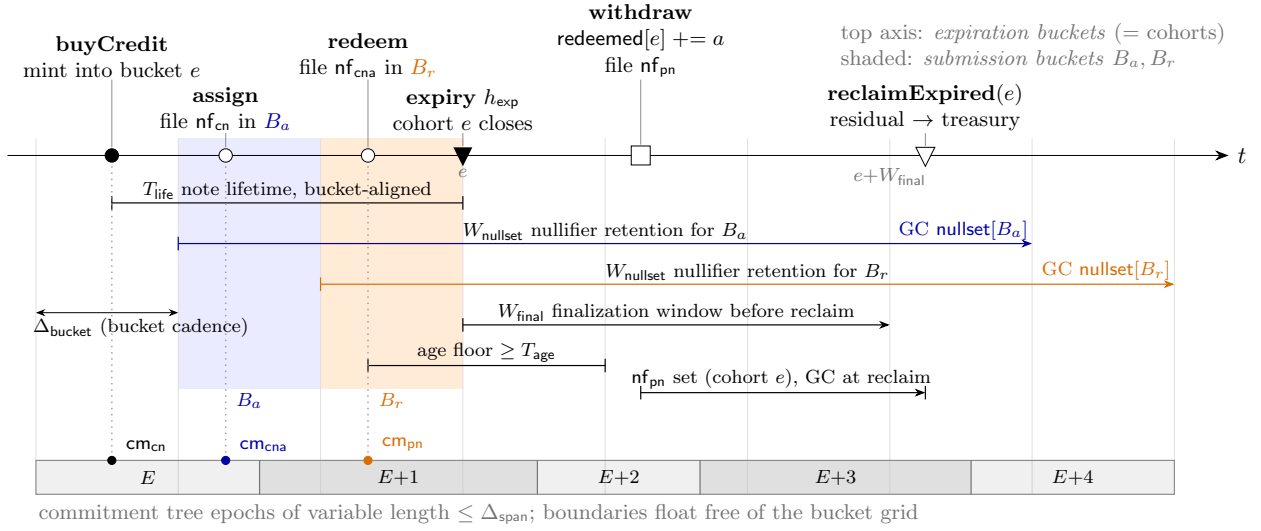 buyCredit
mint into bucket e
assign
file nf_cn in B_a
redeem
file nf_cna in B_r
expiry h_exp
cohort e closes
withdraw
redeemed[e] += a
file nf_pn
top axis: expiration buckets (= cohorts)
shaded: submission buckets B_a, B_r
reclaimExpired(e)
residual → treasury
t
e
e+W_final
T_life note lifetime, bucket-aligned
W_nullset nullifier retention for B_a
GC nullset[B_a]
W_nullset nullifier retention for B_r
GC nullset[B_r]
Δ_bucket (bucket cadence)
W_final finalization window before reclaim
age floor ≥ T_age
nf_pn set (cohort e), GC at reclaim
B_a
B_r
cm_cn
cm_cna
cm_pn
E
E+1
E+2
E+3
E+4
commitment tree epochs of variable length ≤ Δ_span; boundaries float free of the bucket grid